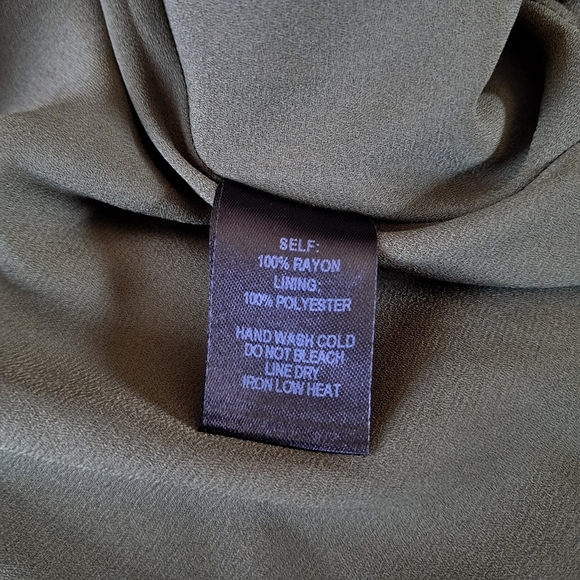 SELF:
100% RAYON
LINING:
100% POLYESTER
HAND WASH COLD
DO NOT BLEACH
LINE DRY
IRON LOW HEAT